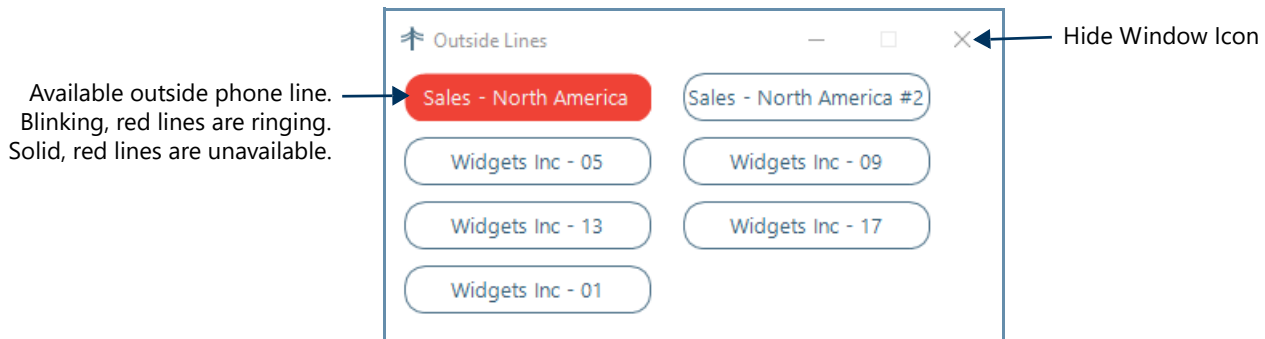 Outside Lines
Hide Window Icon
Available outside phone line.
Blinking, red lines are ringing.
Solid, red lines are unavailable.
Sales - North America
Sales - North America #2
Widgets Inc - 05
Widgets Inc - 09
Widgets Inc - 13
Widgets Inc - 17
Widgets Inc - 01